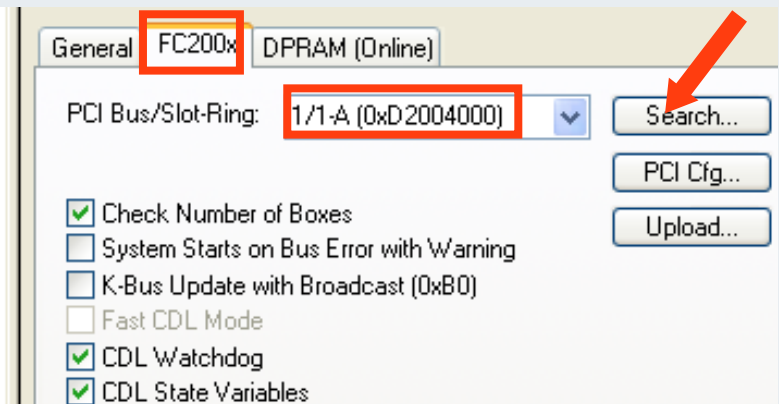 General FC200x DPRAM (Online)
PCI Bus/Slot-Ring: 1/1-A (0xD2004000) Search...
PCI Cfg...
Check Number of Boxes Upload...
System Starts on Bus Error with Warning
K-Bus Update with Broadcast (0xB0)
Fast CDL Mode
CDL Watchdog
CDL State Variables